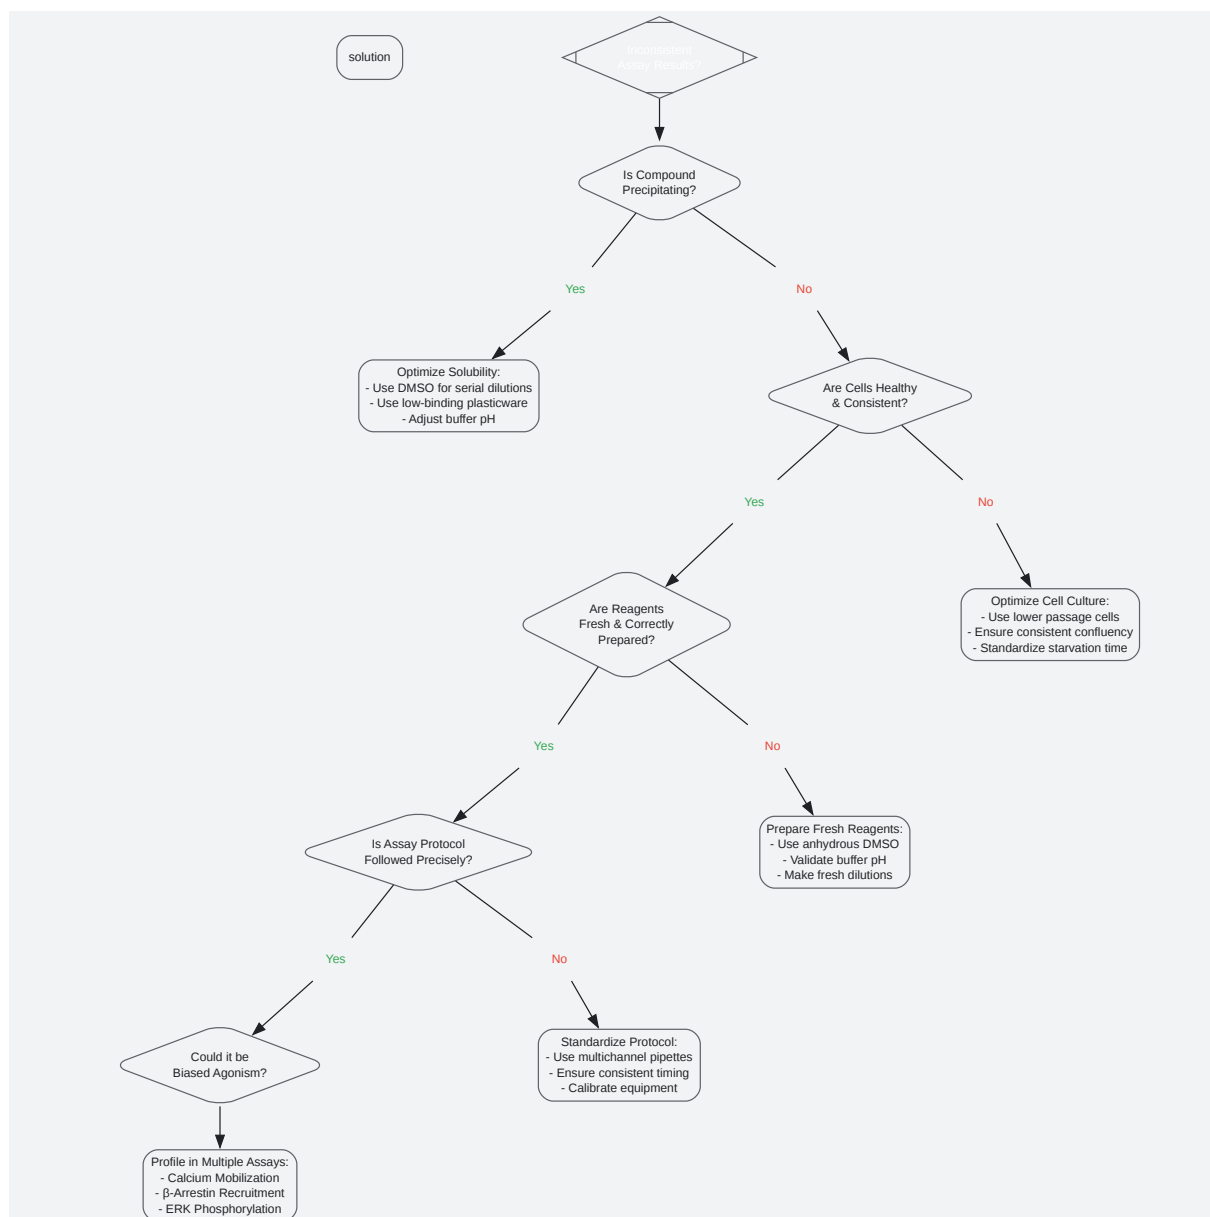 solution
Inconsistent
Assay Results?
Is Compound
Precipitating?
Yes
No
Optimize Solubility:
- Use DMSO for serial dilutions
- Use low-binding plasticware
- Adjust buffer pH
Are Cells Healthy
& Consistent?
Yes
No
Are Reagents
Fresh & Correctly
Prepared?
Optimize Cell Culture:
- Use lower passage cells
- Ensure consistent confluency
- Standardize starvation time
Yes
No
Is Assay Protocol
Followed Precisely?
Prepare Fresh Reagents:
- Use anhydrous DMSO
- Validate buffer pH
- Make fresh dilutions
Yes
No
Could it be
Biased Agonism?
Standardize Protocol:
- Use multichannel pipettes
- Ensure consistent timing
- Calibrate equipment
Profile in Multiple Assays:
- Calcium Mobilization
- β-Arrestin Recruitment
- ERK Phosphorylation